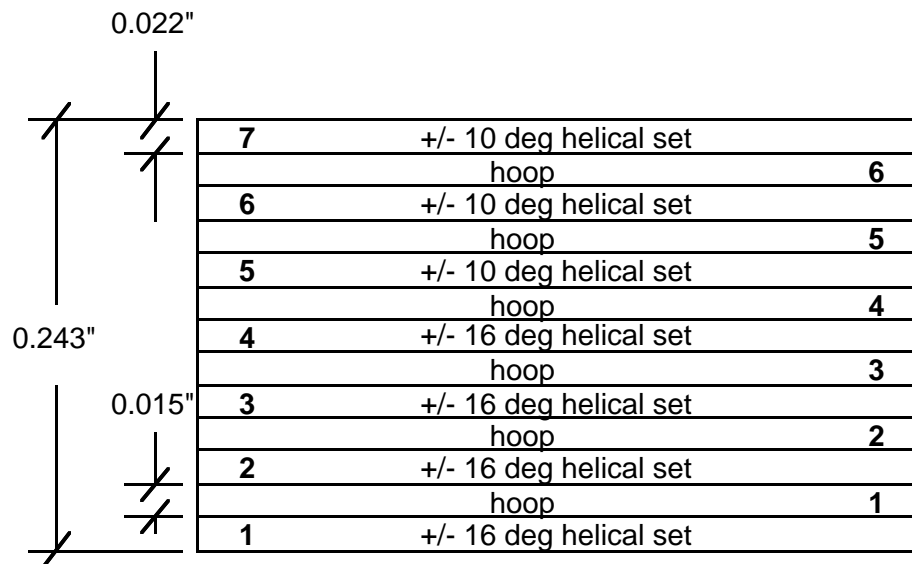 0.022"
7 +/- 10 deg helical set
hoop 6
6 +/- 10 deg helical set
hoop 5
5 +/- 10 deg helical set
hoop 4
0.243"
4 +/- 16 deg helical set
hoop 3
0.015"
3 +/- 16 deg helical set
hoop 2
2 +/- 16 deg helical set
hoop 1
1 +/- 16 deg helical set